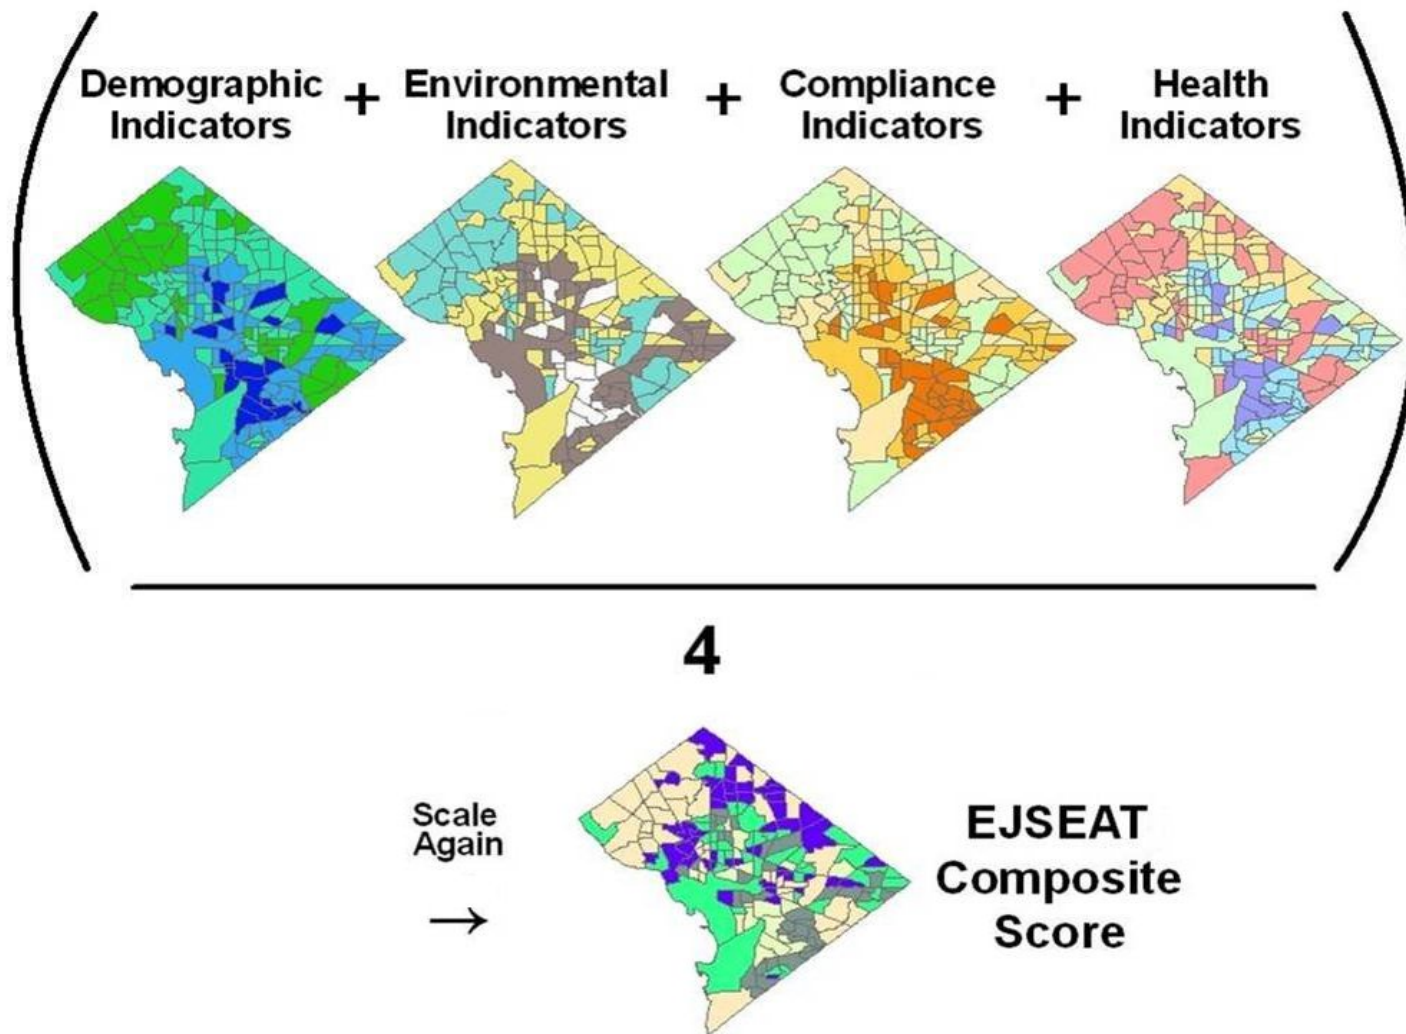 Demographic + Environmental + Compliance + Health
Indicators Indicators Indicators Indicators
4
Scale
Again
→
EJSEAT
Composite
Score